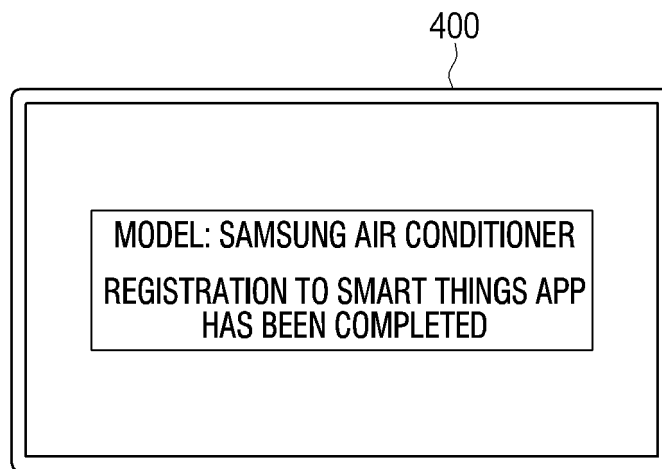 400
MODEL: SAMSUNG AIR CONDITIONER
REGISTRATION TO SMART THINGS APP
HAS BEEN COMPLETED